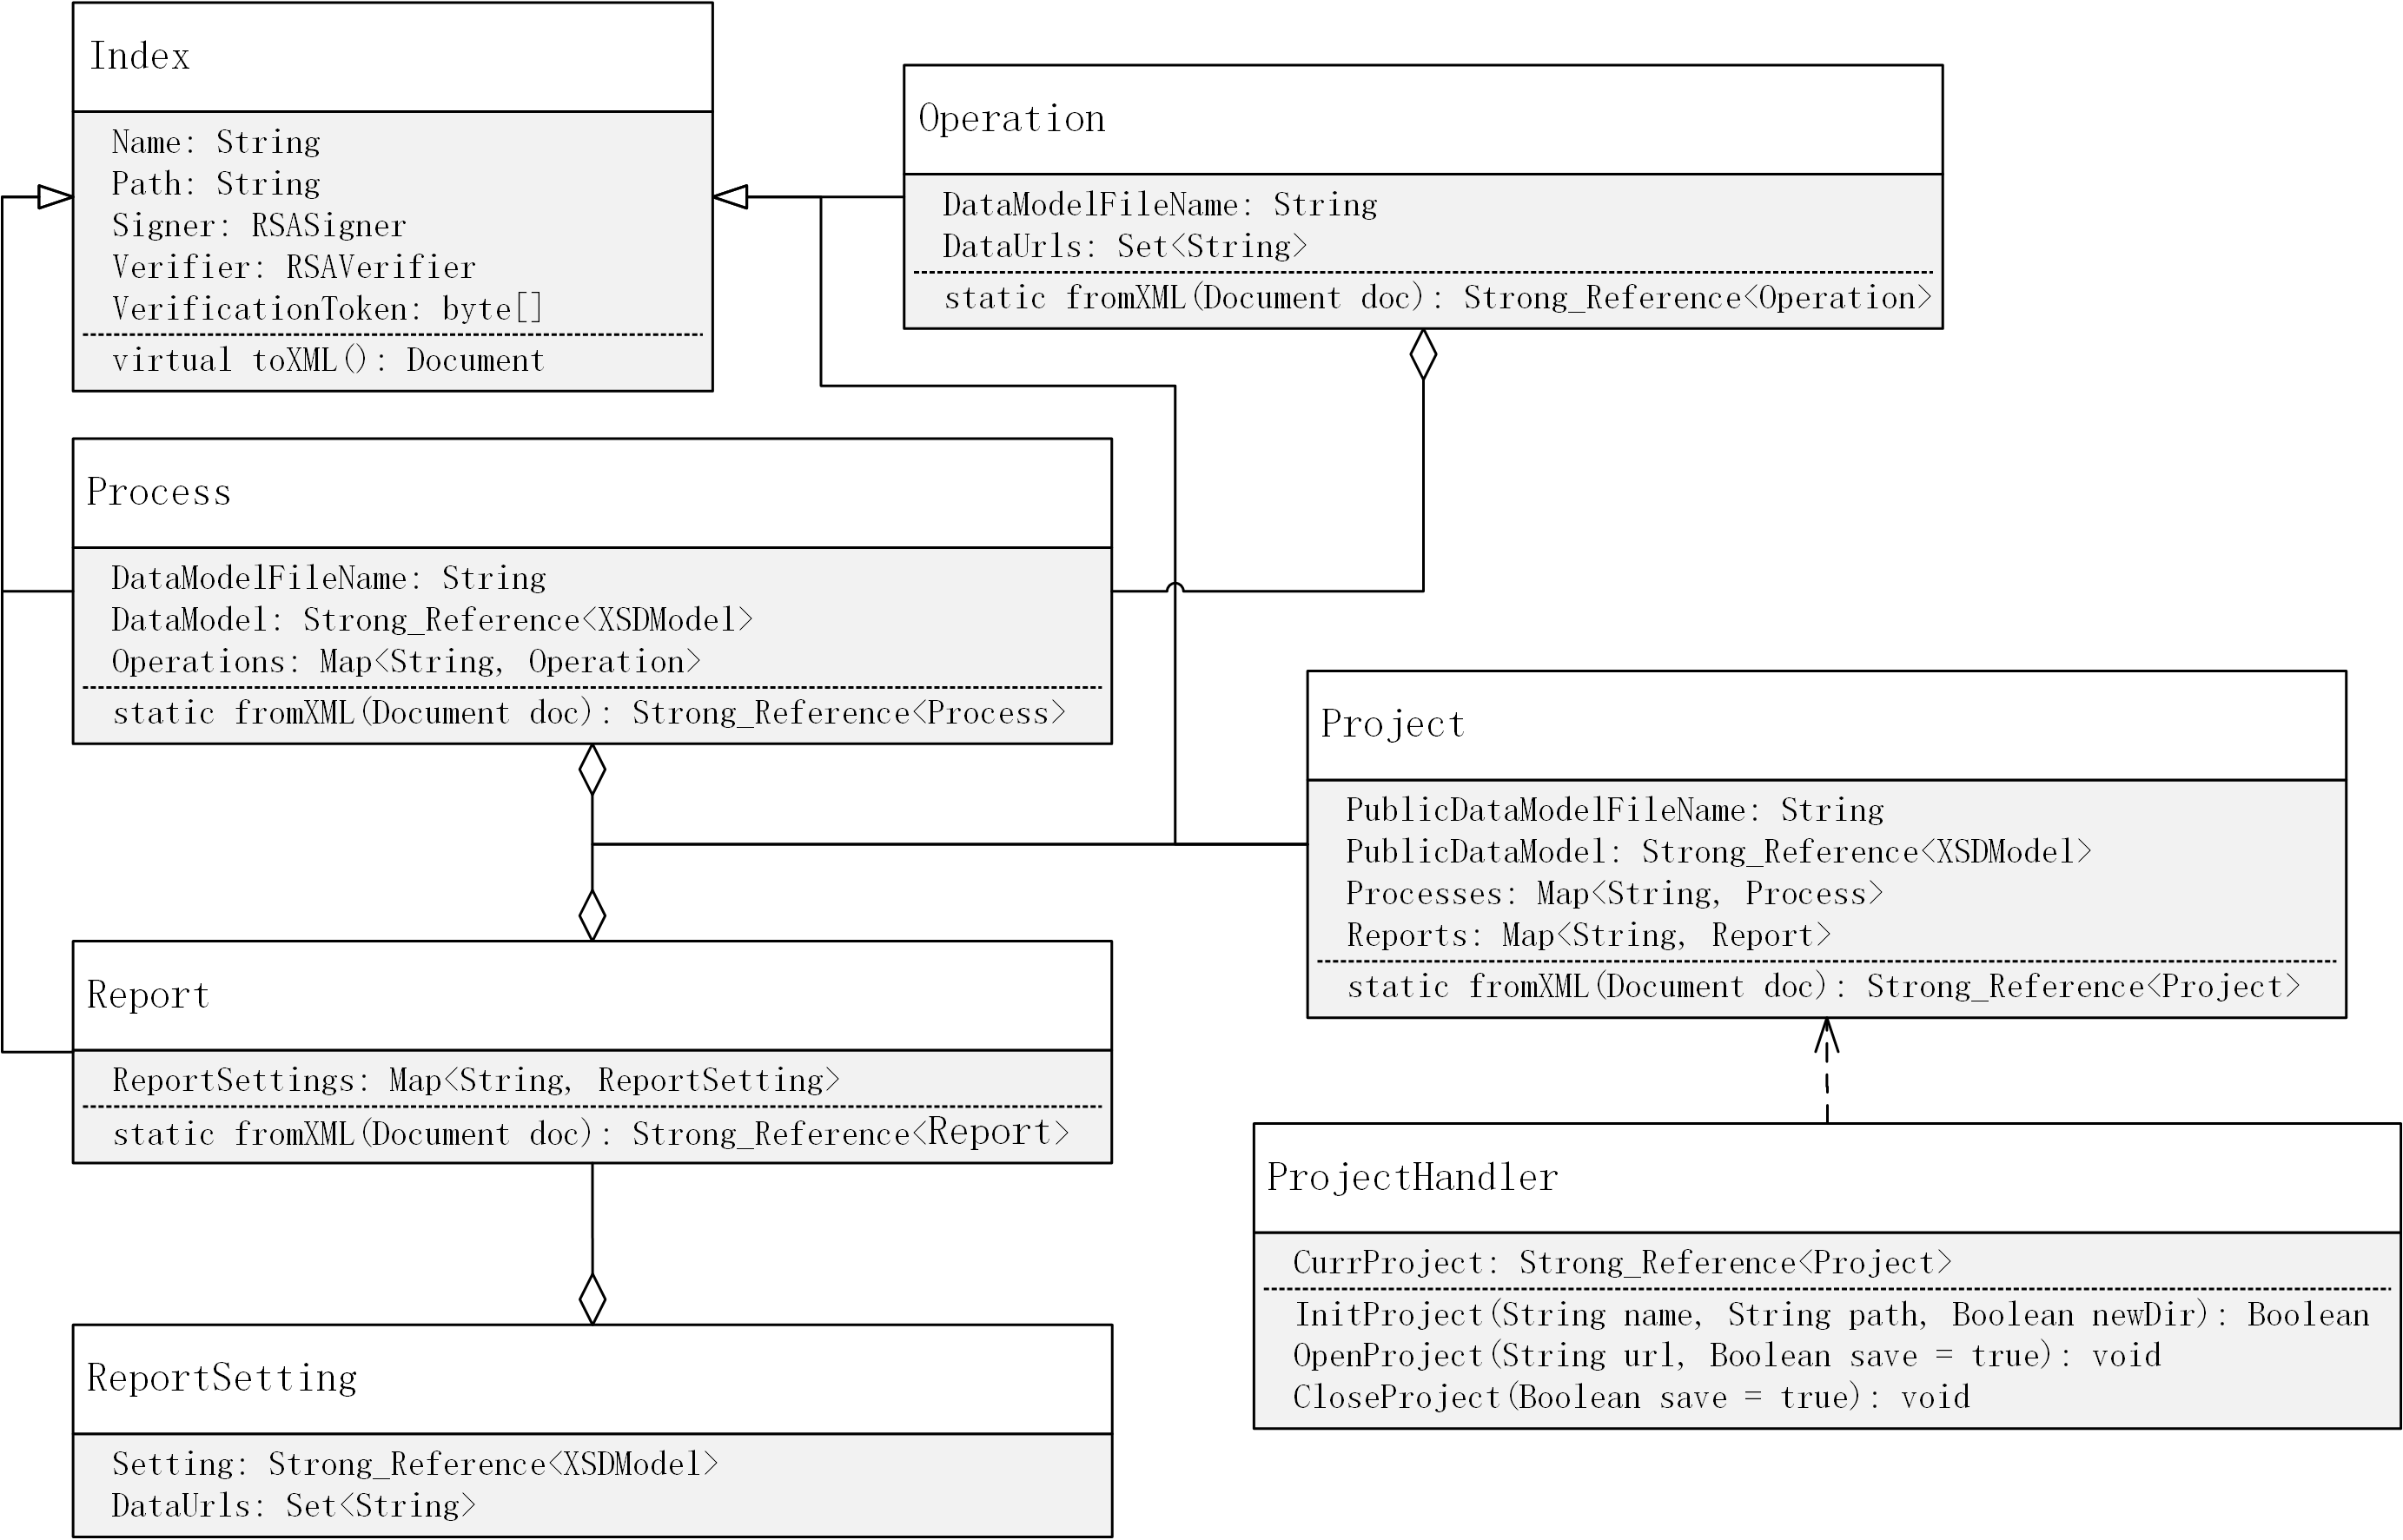 Index
Name: String
Path: String
Signer: RSASigner
Verifier: RSAVerifier
VerificationToken: byte[]
virtual toXML(): Document
Operation
DataModelFileName: String
DataUrls: Set<String>
static fromXML(Document doc): Strong_Reference<Operation>
Process
DataModelFileName: String
DataModel: Strong_Reference<XSDModel>
Operations: Map<String, Operation>
static fromXML(Document doc): Strong_Reference<Process>
Project
PublicDataModelFileName: String
PublicDataModel: Strong_Reference<XSDModel>
Processes: Map<String, Process>
Reports: Map<String, Report>
static fromXML(Document doc): Strong_Reference<Project>
Report
ReportSettings: Map<String, ReportSetting>
static fromXML(Document doc): Strong_Reference<Report>
ProjectHandler
CurrProject: Strong_Reference<Project>
InitProject(String name, String path, Boolean newDir): Boolean
OpenProject(String url, Boolean save = true): void
CloseProject(Boolean save = true): void
ReportSetting
Setting: Strong_Reference<XSDModel>
DataUrls: Set<String>